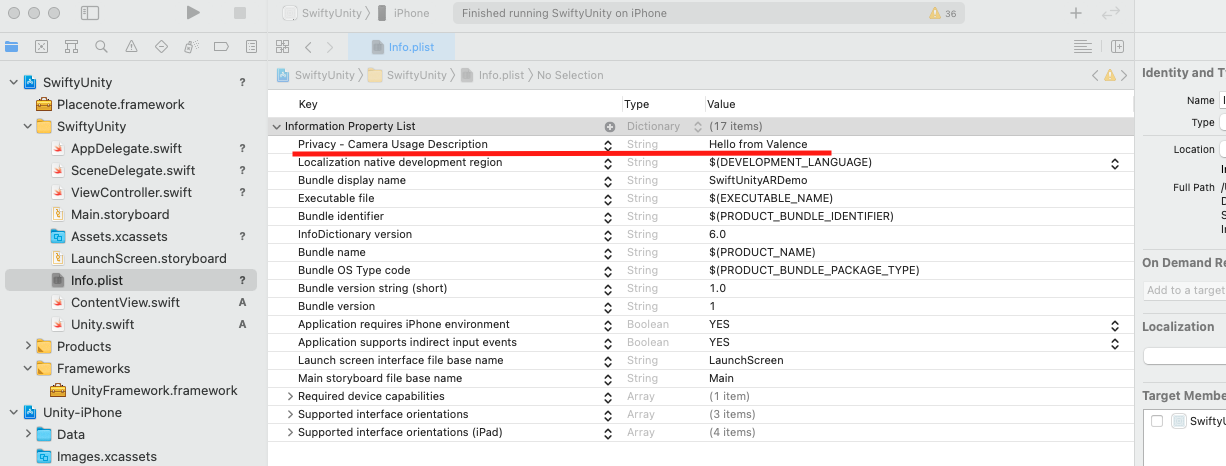 SwiftyUnity iPhone Finished running SwiftyUnity on iPhone 36
Info.plist
SwiftyUnity SwiftyUnity Info.plist No Selection
SwiftyUnity ?
Placenote.framework
SwiftyUnity
AppDelegate.swift ?
SceneDelegate.swift ?
ViewController.swift ?
Main.storyboard
Assets.xcassets ?
LaunchScreen.storyboard
Info.plist ?
ContentView.swift A
Unity.swift A
Products
Frameworks
UnityFramework.framework
Unity-iPhone
Data
Images.xcassets
Key Type Value
Information Property List Dictionary (17 items)
Privacy - Camera Usage Description String Hello from Valence
Localization native development region String $(DEVELOPMENT_LANGUAGE)
Bundle display name String SwiftUnityARDemo
Executable file String $(EXECUTABLE_NAME)
Bundle identifier String $(PRODUCT_BUNDLE_IDENTIFIER)
InfoDictionary version String 6.0
Bundle name String $(PRODUCT_NAME)
Bundle OS Type code String $(PRODUCT_BUNDLE_PACKAGE_TYPE)
Bundle version string (short) String 1.0
Bundle version String 1
Application requires iPhone environment Boolean YES
Application supports indirect input events Boolean YES
Launch screen interface file base name String LaunchScreen
Main storyboard file base name String Main
Required device capabilities Array (1 item)
Supported interface orientations Array (3 items)
Supported interface orientations (iPad) Array (4 items)
Identity and Ty
Name
Type
Location
Full Path
On Demand Re
Add to a target
Localization
Target Membe
SwiftyU